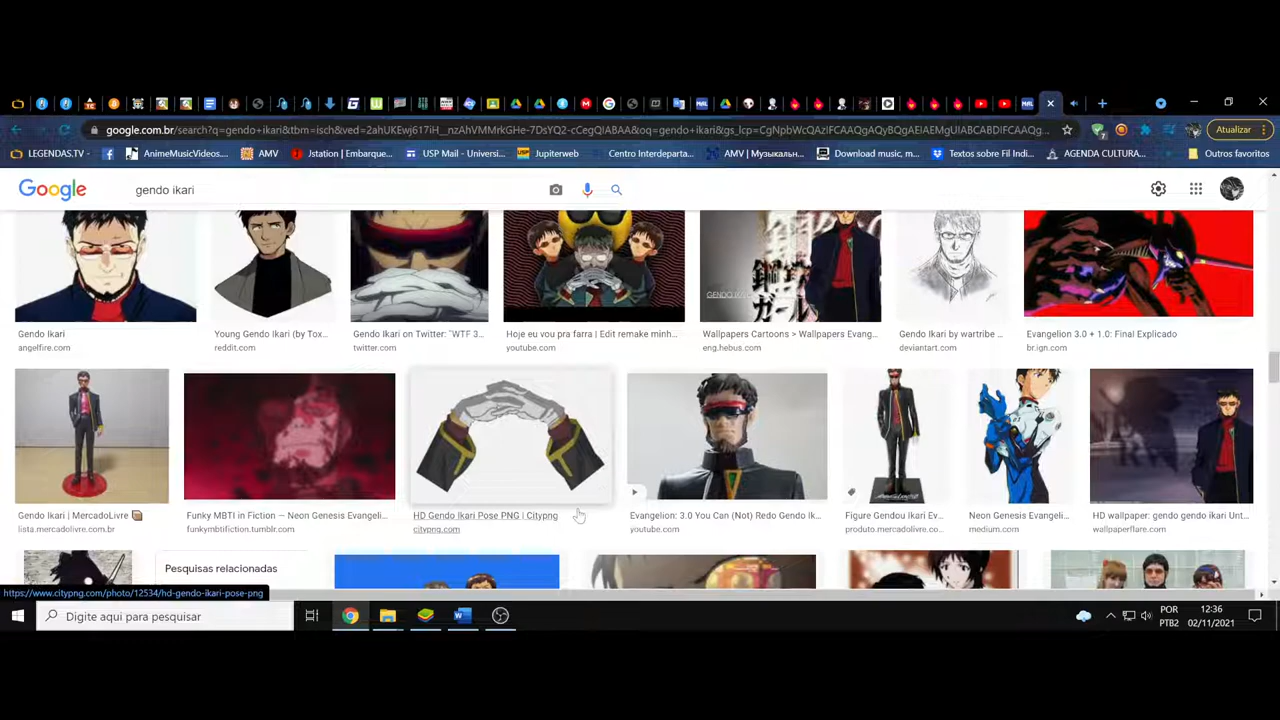 google.com.br/search?q=gendo+ikari&tbm=isch&ved=2ahUKEwj617iH__nzAhVMMrkGHe-7DsYQ2-cCegQIABAA&oq=gendo+ikari&gs_lcp=CgNpbWcQAzIFCAAQgAQyBQgAEIAEMgUIABCABDIFCAAQg...
Atualizar
LEGENDAS.TV -
AnimeMusicVideos...
AMV
Jstation | Embarque...
USP Mail - Universi...
Jupiterweb
Centro Interdeparta...
AMV | Музыкальн...
Download music, m...
Textos sobre Fil Indi...
AGENDA CULTURA...
Outros favoritos
Google
gendo ikari
Gendo Ikari
angelfire.com
Young Gendo Ikari (by Tox...
reddit.com
Gendo Ikari on Twitter: "WTF 3...
twitter.com
Hoje eu vou pra farra | Edit remake minh...
youtube.com
Wallpapers Cartoons > Wallpapers Evang...
eng.hebus.com
Gendo Ikari by wartribe ...
deviantart.com
Evangelion 3.0 + 1.0: Final Explicado
br.ign.com
Gendo Ikari | MercadoLivre
lista.mercadolivre.com.br
Funky MBTI in Fiction — Neon Genesis Evangeli...
funkymbtifiction.tumblr.com
HD Gendo Ikari Pose PNG | Citypng
citypng.com
Evangelion: 3.0 You Can (Not) Redo Gendo Ik...
youtube.com
Figure Gendou Ikari Ev...
produto.mercadolivre.com...
Neon Genesis Evangeli...
medium.com
HD wallpaper: gendo gendo ikari Unt...
wallpaperflare.com
Pesquisas relacionadas
https://www.citypng.com/photo/12534/hd-gendo-ikari-pose-png
Digite aqui para pesquisar
POR
PTB2
12:36
02/11/2021